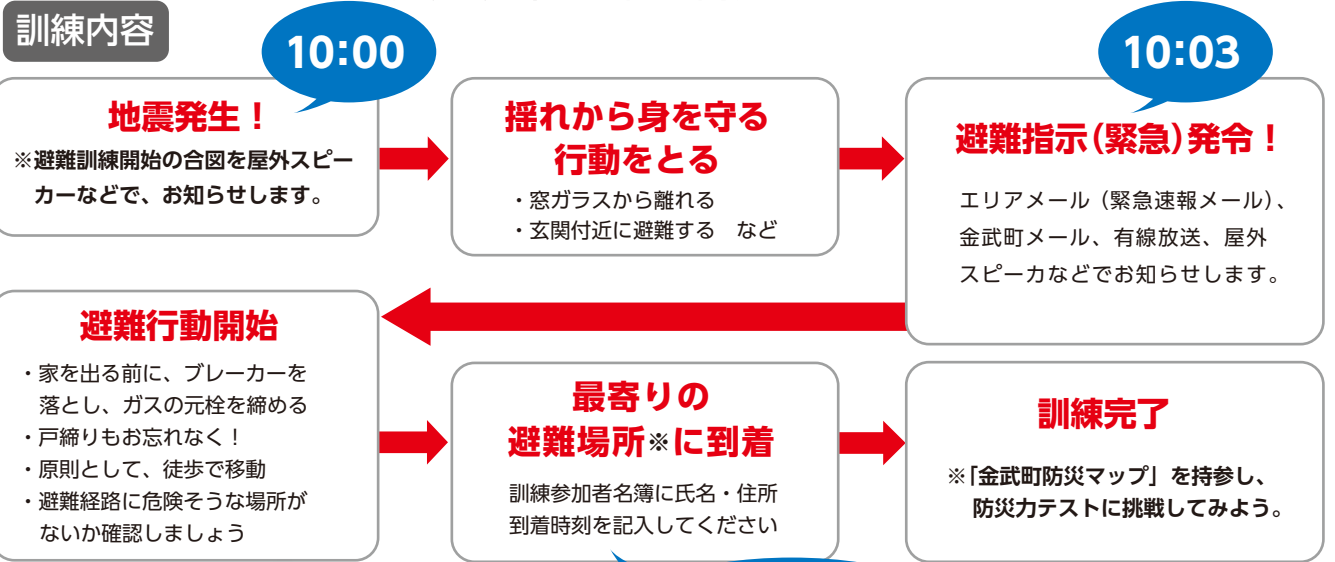 訓練内容
10:00
地震発生！
※避難訓練開始の合図を屋外スピー
カーなどで、お知らせします。
揺れから身を守る
行動をとる
・窓ガラスから離れる
・玄関付近に避難する　など
10:03
避難指示（緊急）発令！
エリアメール（緊急速報メール）、
金武町メール、有線放送、屋外
スピーカなどでお知らせします。
避難行動開始
・家を出る前に、ブレーカーを
落とし、ガスの元栓を締める
・戸締りもお忘れなく！
・原則として、徒歩で移動
・避難経路に危険そうな場所が
ないか確認しましょう
最寄りの
避難場所※に到着
訓練参加者名簿に氏名・住所
到着時刻を記入してください
訓練完了
※「金武町防災マップ」を持参し、
防災力テストに挑戦してみよう。